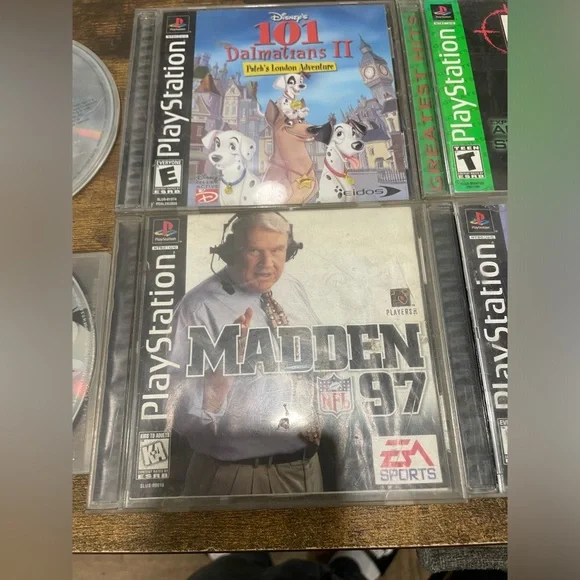 PlayStation
Disney's
101
Dalmatians II
Patch's London Adventure
EVERYONE
E
ESRB
eidos
GREATEST HITS
PlayStation
TEEN
T
ESRB
PlayStation
MADDEN
NFL
97
PLAYERS
KIDS TO ADULTS
K-A
ESRB
EA
SPORTS
PlayStation